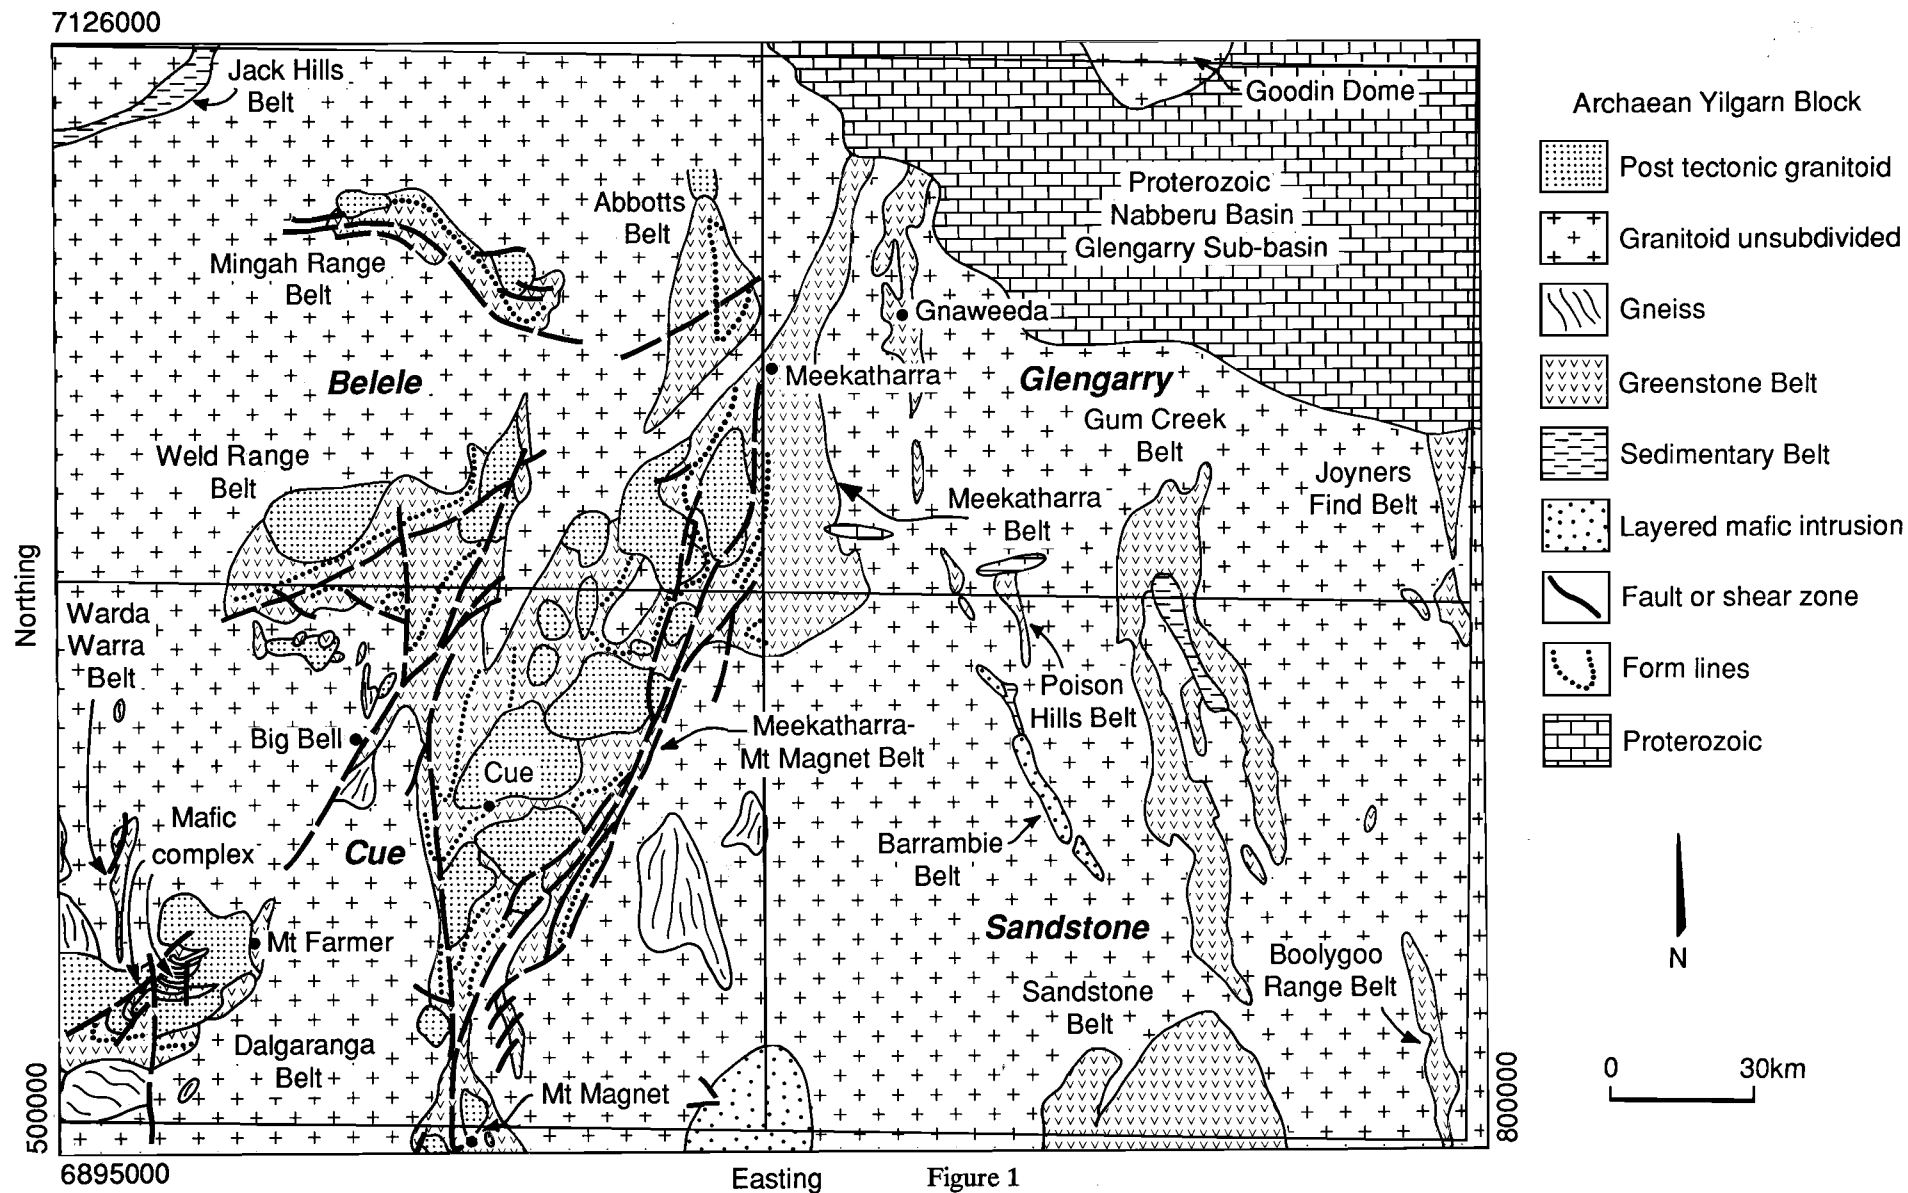 7126000
Jack Hills
Belt
Goodin Dome
Abbotts
Belt
Proterozoic
Nabberu Basin
Glengarry Sub-basin
Mingah Range
Belt
Gnaweeda
Belele
Meekatharra
Glengarry
Gum Creek
Belt
Weld Range
Belt
Joyners
Find Belt
Meekatharra
Belt
Northing
Warda
Warra
Belt
Poison
Hills Belt
Big Bell
Meekatharra-
Mt Magnet Belt
Cue
Mafic
complex
Cue
Barrambie
Belt
Sandstone
Mt Farmer
Boolygoo
Range Belt
Sandstone
Belt
Dalgaranga
Belt
Mt Magnet
500000
800000
6895000
Easting
Figure 1
Archaean Yilgarn Block
Post tectonic granitoid
Granitoid unsubdivided
Gneiss
Greenstone Belt
Sedimentary Belt
Layered mafic intrusion
Fault or shear zone
Form lines
Proterozoic
N
0 30km